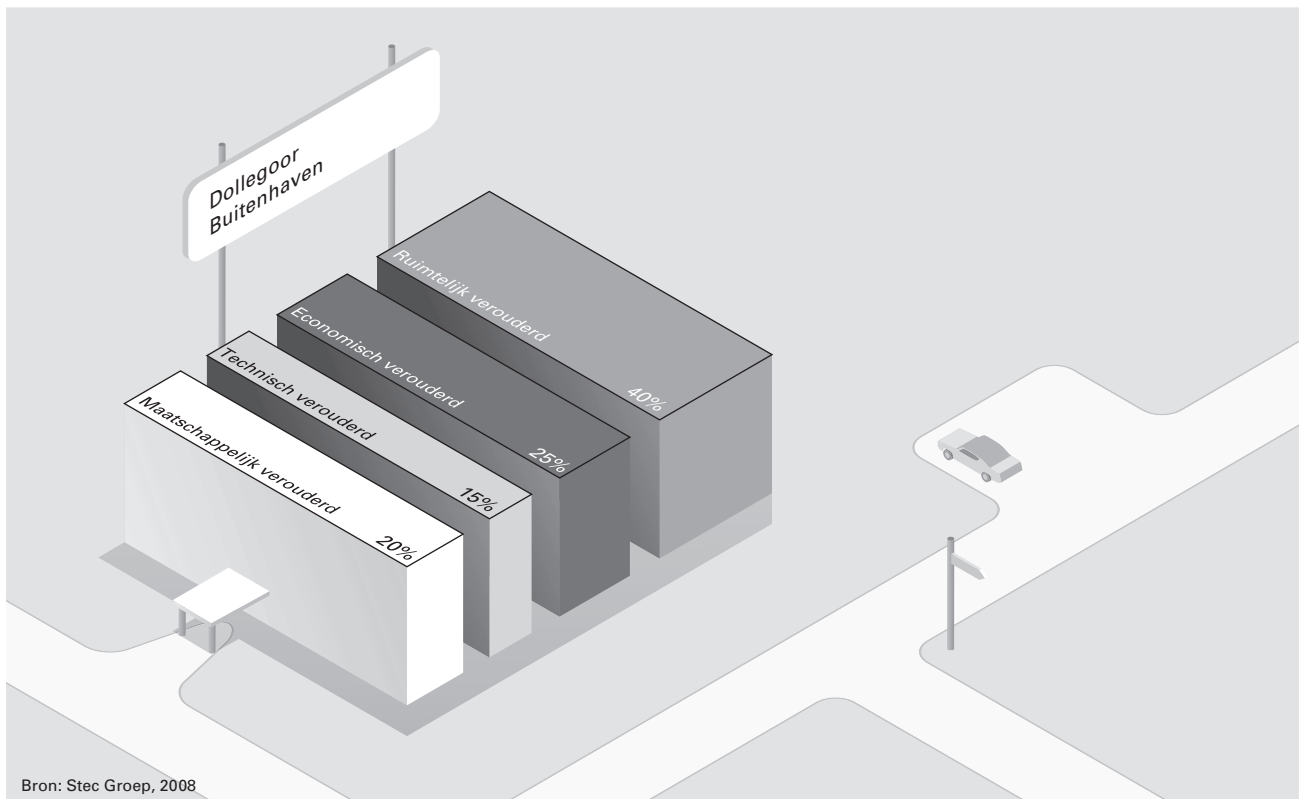 Dollegoor
Buitenhaven
Ruimtelijk verouderd
40%
Economisch verouderd
25%
Technisch verouderd
15%
Maatschappelijk verouderd
20%
Bron: Stec Groep, 2008